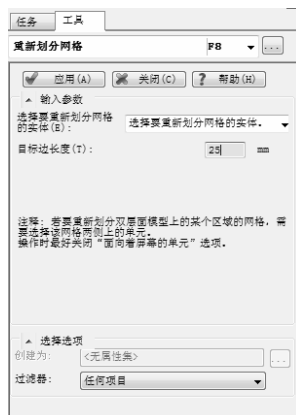 任务 工具
重新划分网格 F8 ...
应用(A) 关闭(C) ? 帮助(H)
输入参数
选择要重新划分网格 选择要重新划分网格的实体.
的实体(E):
目标边长度(T): 25 mm
注释: 若要重新划分双层面模型上的某个区域的网格, 需
要选择该网格两侧上的单元。
操作时最好关闭“面向着屏幕的单元”选项。
选择选项
创建为: <无属性集> ...
过滤器: 任何项目